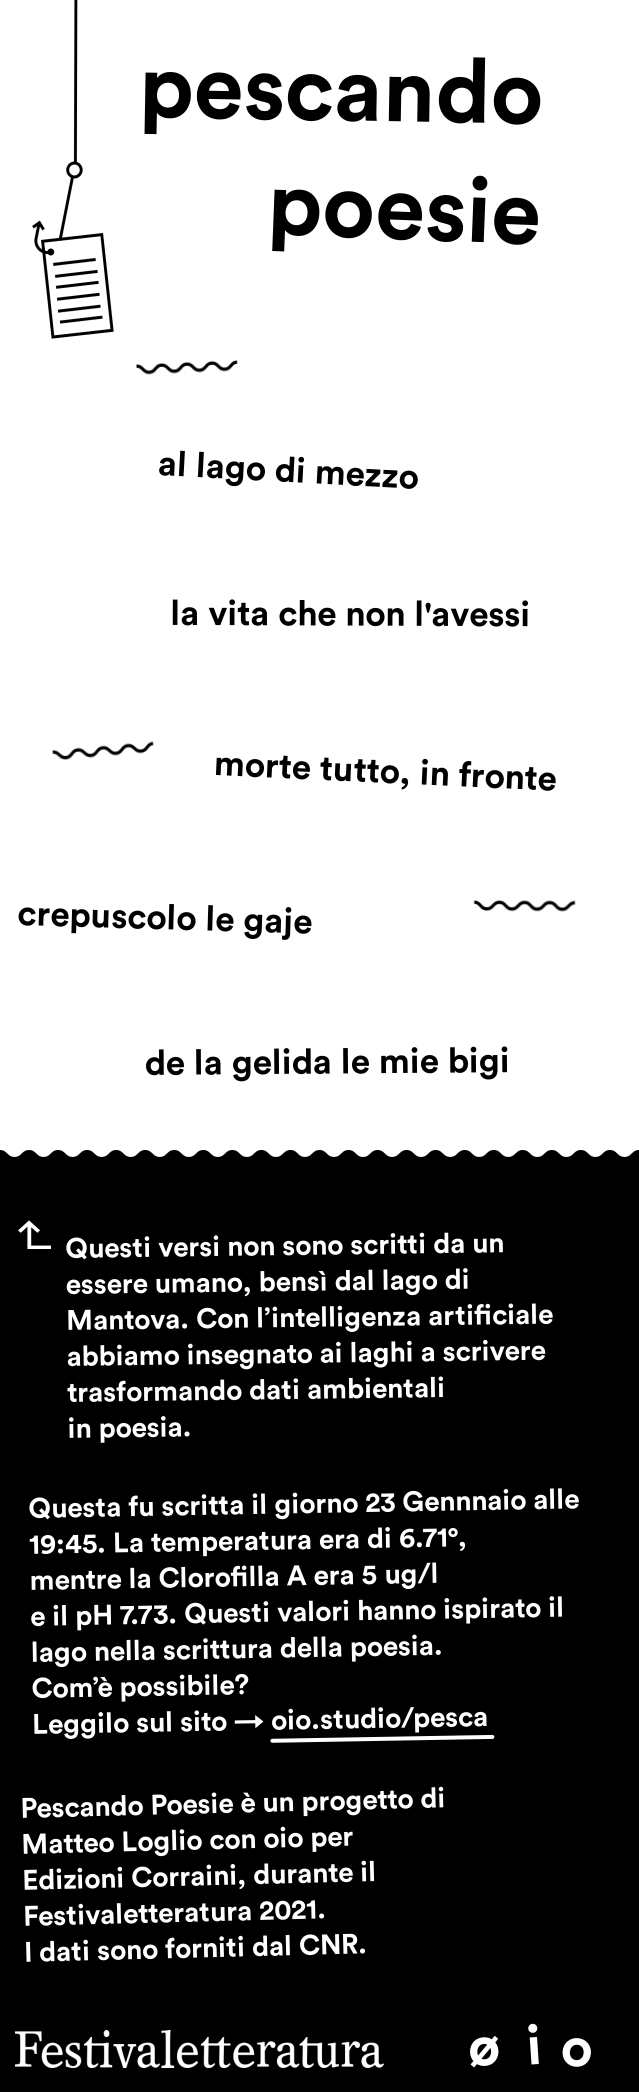 pescando
poesie
al lago di mezzo
la vita che non l'avessi
morte tutto, in fronte
crepuscolo le gaje
de la gelida le mie bigi
Questi versi non sono scritti da un
essere umano, bensì dal lago di
Mantova. Con l’intelligenza artificiale
abbiamo insegnato ai laghi a scrivere
trasformando dati ambientali
in poesia.
Questa fu scritta il giorno 23 Gennnaio alle
19:45. La temperatura era di 6.71°,
mentre la Clorofilla A era 5 ug/l
e il pH 7.73. Questi valori hanno ispirato il
lago nella scrittura della poesia.
Com’è possibile?
Leggilo sul sito → oio.studio/pesca
Pescando Poesie è un progetto di
Matteo Loglio con oio per
Edizioni Corraini, durante il
Festivaletteratura 2021.
I dati sono forniti dal CNR.
Festivaletteratura ø i o